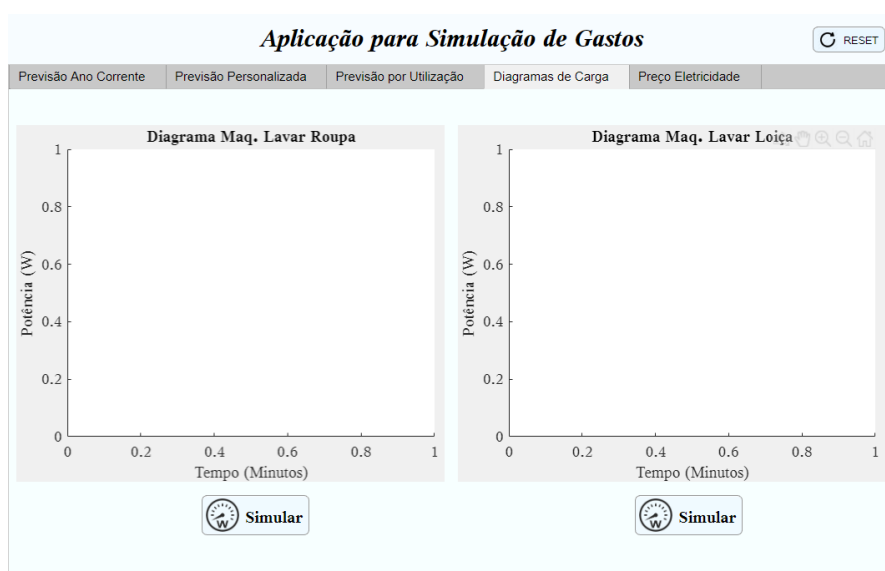 Aplicação para Simulação de Gastos
RESET
Previsão Ano Corrente
Previsão Personalizada
Previsão por Utilização
Diagramas de Carga
Preço Eletricidade
Diagrama Maq. Lavar Roupa
Potência (W)
1
0.8
0.6
0.4
0.2
0
0 0.2 0.4 0.6 0.8 1
Tempo (Minutos)
W
Simular
Diagrama Maq. Lavar Loiça
Potência (W)
1
0.8
0.6
0.4
0.2
0
0 0.2 0.4 0.6 0.8 1
Tempo (Minutos)
W
Simular